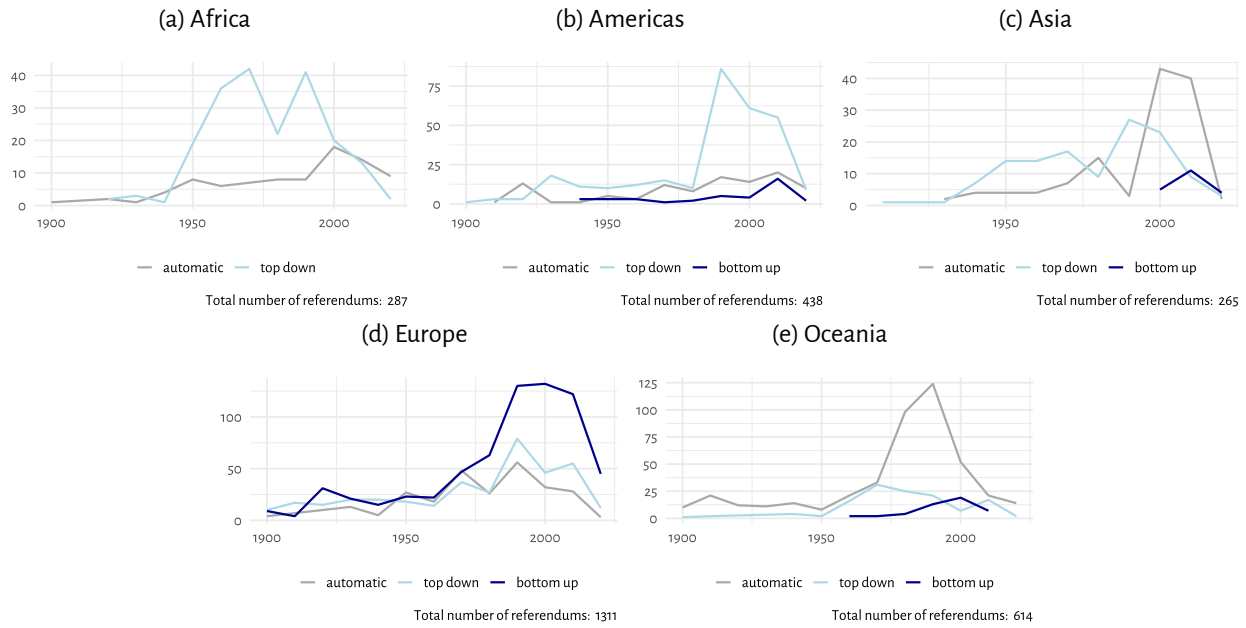 (a) Africa
(b) Americas
(c) Asia
40
30
20
10
0
1900
1950
2000
75
50
25
0
1900
1950
2000
40
30
20
10
0
1950
2000
automatic top down
automatic top down bottom up
automatic top down bottom up
Total number of referendums: 287
Total number of referendums: 438
Total number of referendums: 265
(d) Europe
(e) Oceania
100
50
0
1900
1950
2000
125
100
75
50
25
0
1900
1950
2000
automatic top down bottom up
automatic top down bottom up
Total number of referendums: 1311
Total number of referendums: 614